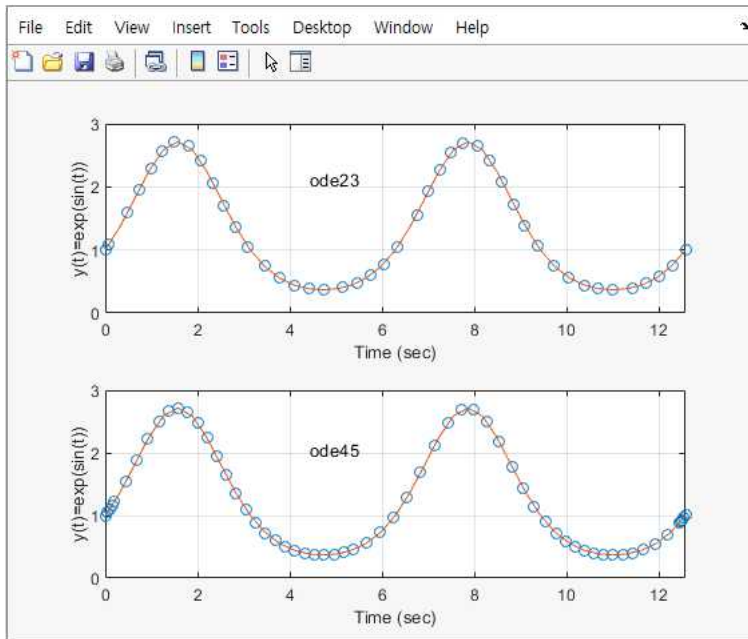 File Edit View Insert Tools Desktop Window Help
3
2
1
0
y(t)=exp(sin(t))
ode23
0 2 4 6 8 10 12
Time (sec)
3
2
1
0
y(t)=exp(sin(t))
ode45
0 2 4 6 8 10 12
Time (sec)